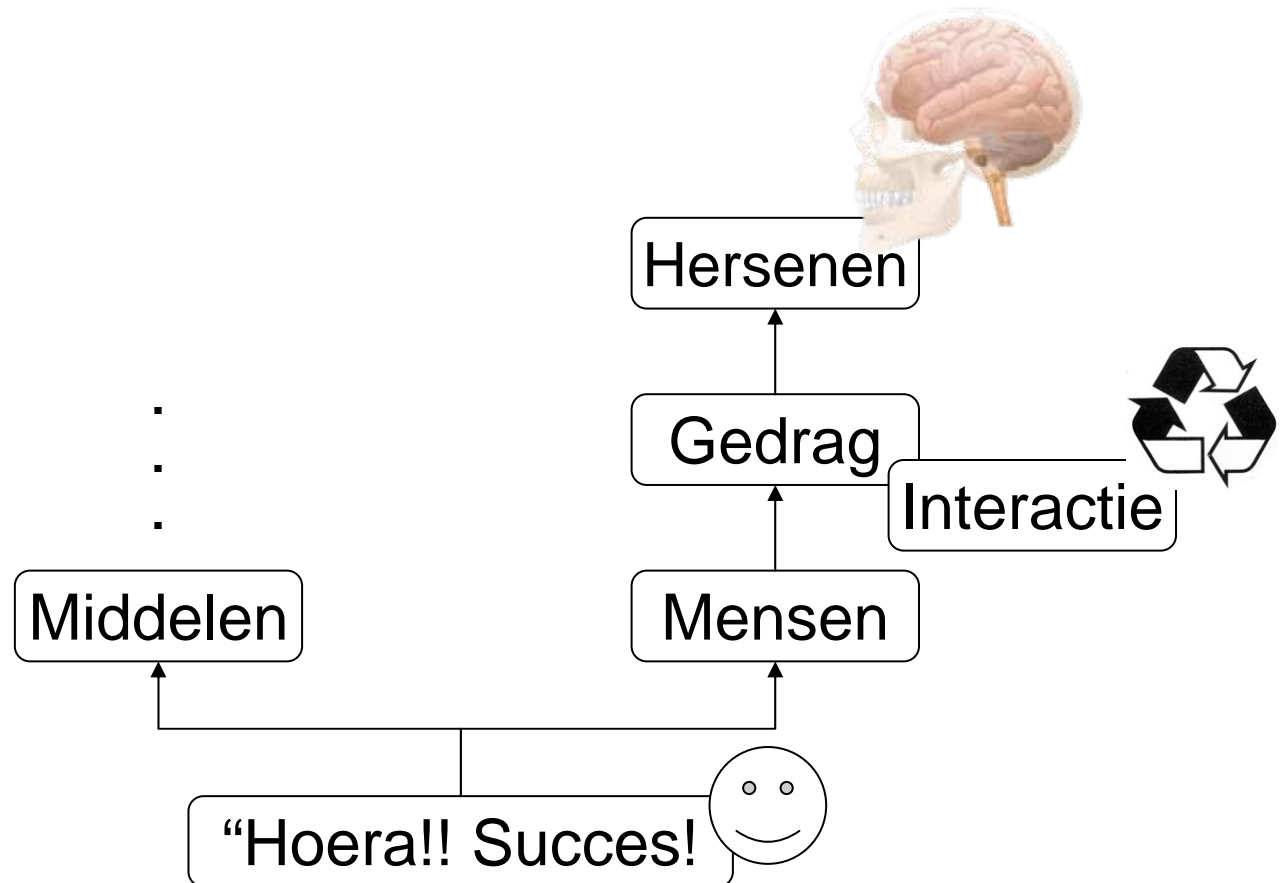 Hersenen
Gedrag
Interactie
.
.
.
Middelen
Mensen
“Hoera!! Succes!